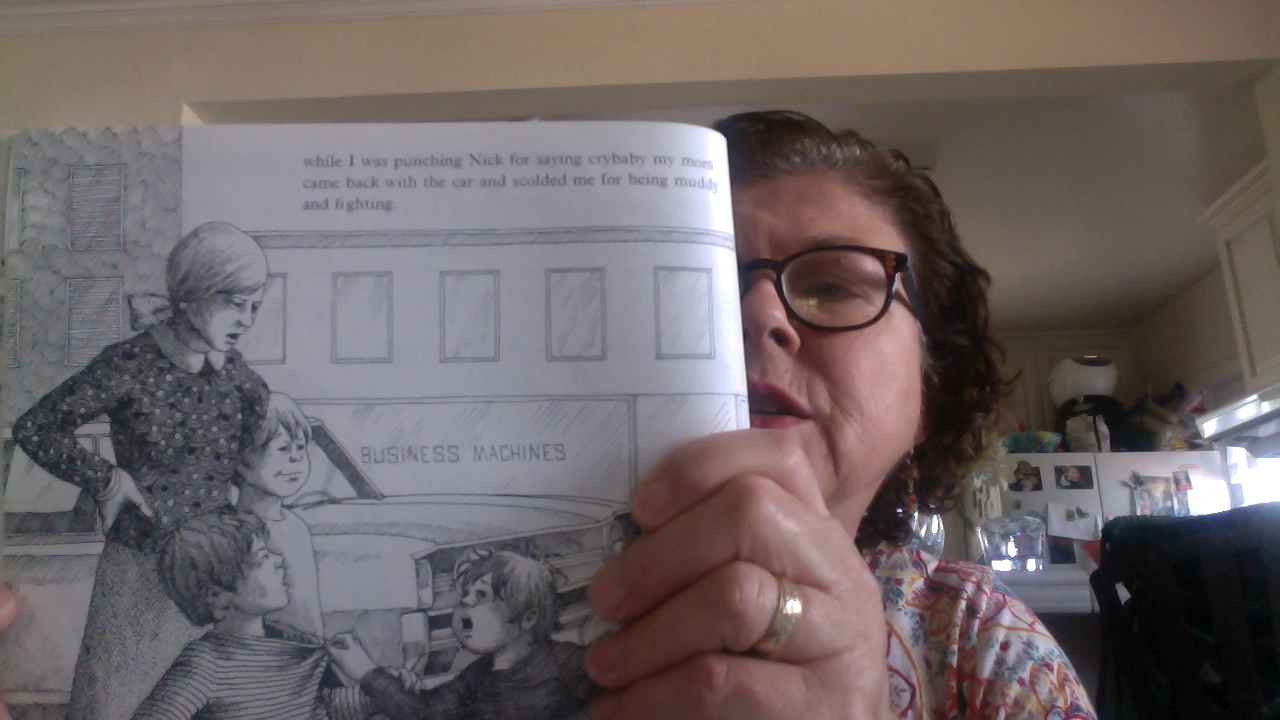 while I was punching Nick for saying crybaby my mom
came back with the car and scolded me for being muddy
and fighting.
BUSINESS MACHINES